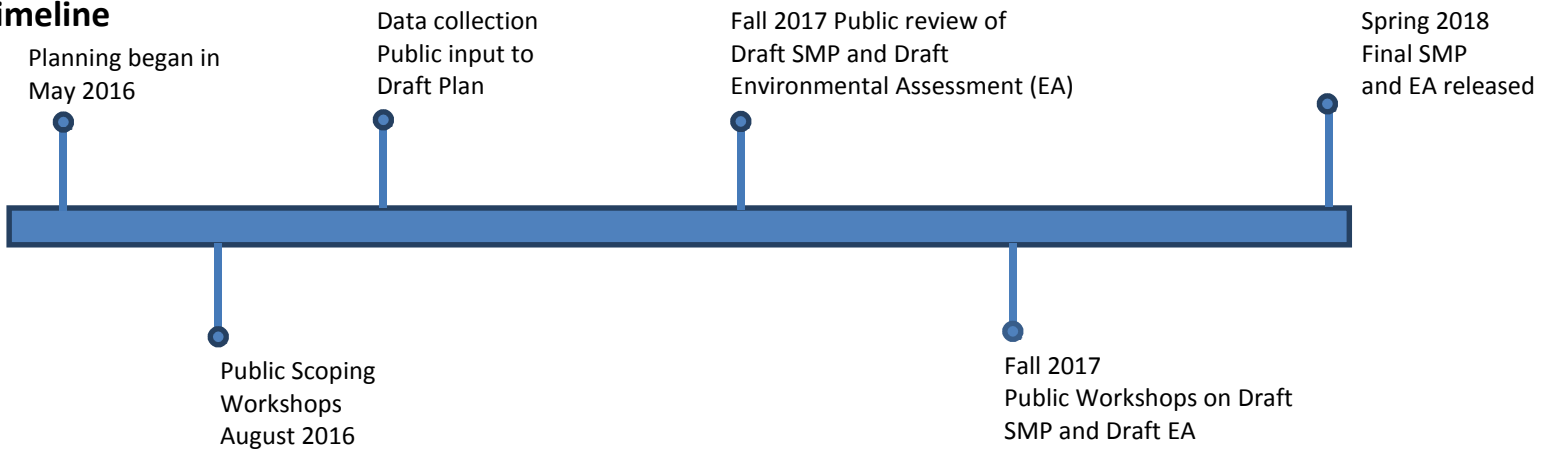 imeline
Planning began in
May 2016
Data collection
Public input to
Draft Plan
Fall 2017 Public review of
Draft SMP and Draft
Environmental Assessment (EA)
Spring 2018
Final SMP
and EA released
Public Scoping
Workshops
August 2016
Fall 2017
Public Workshops on Draft
SMP and Draft EA